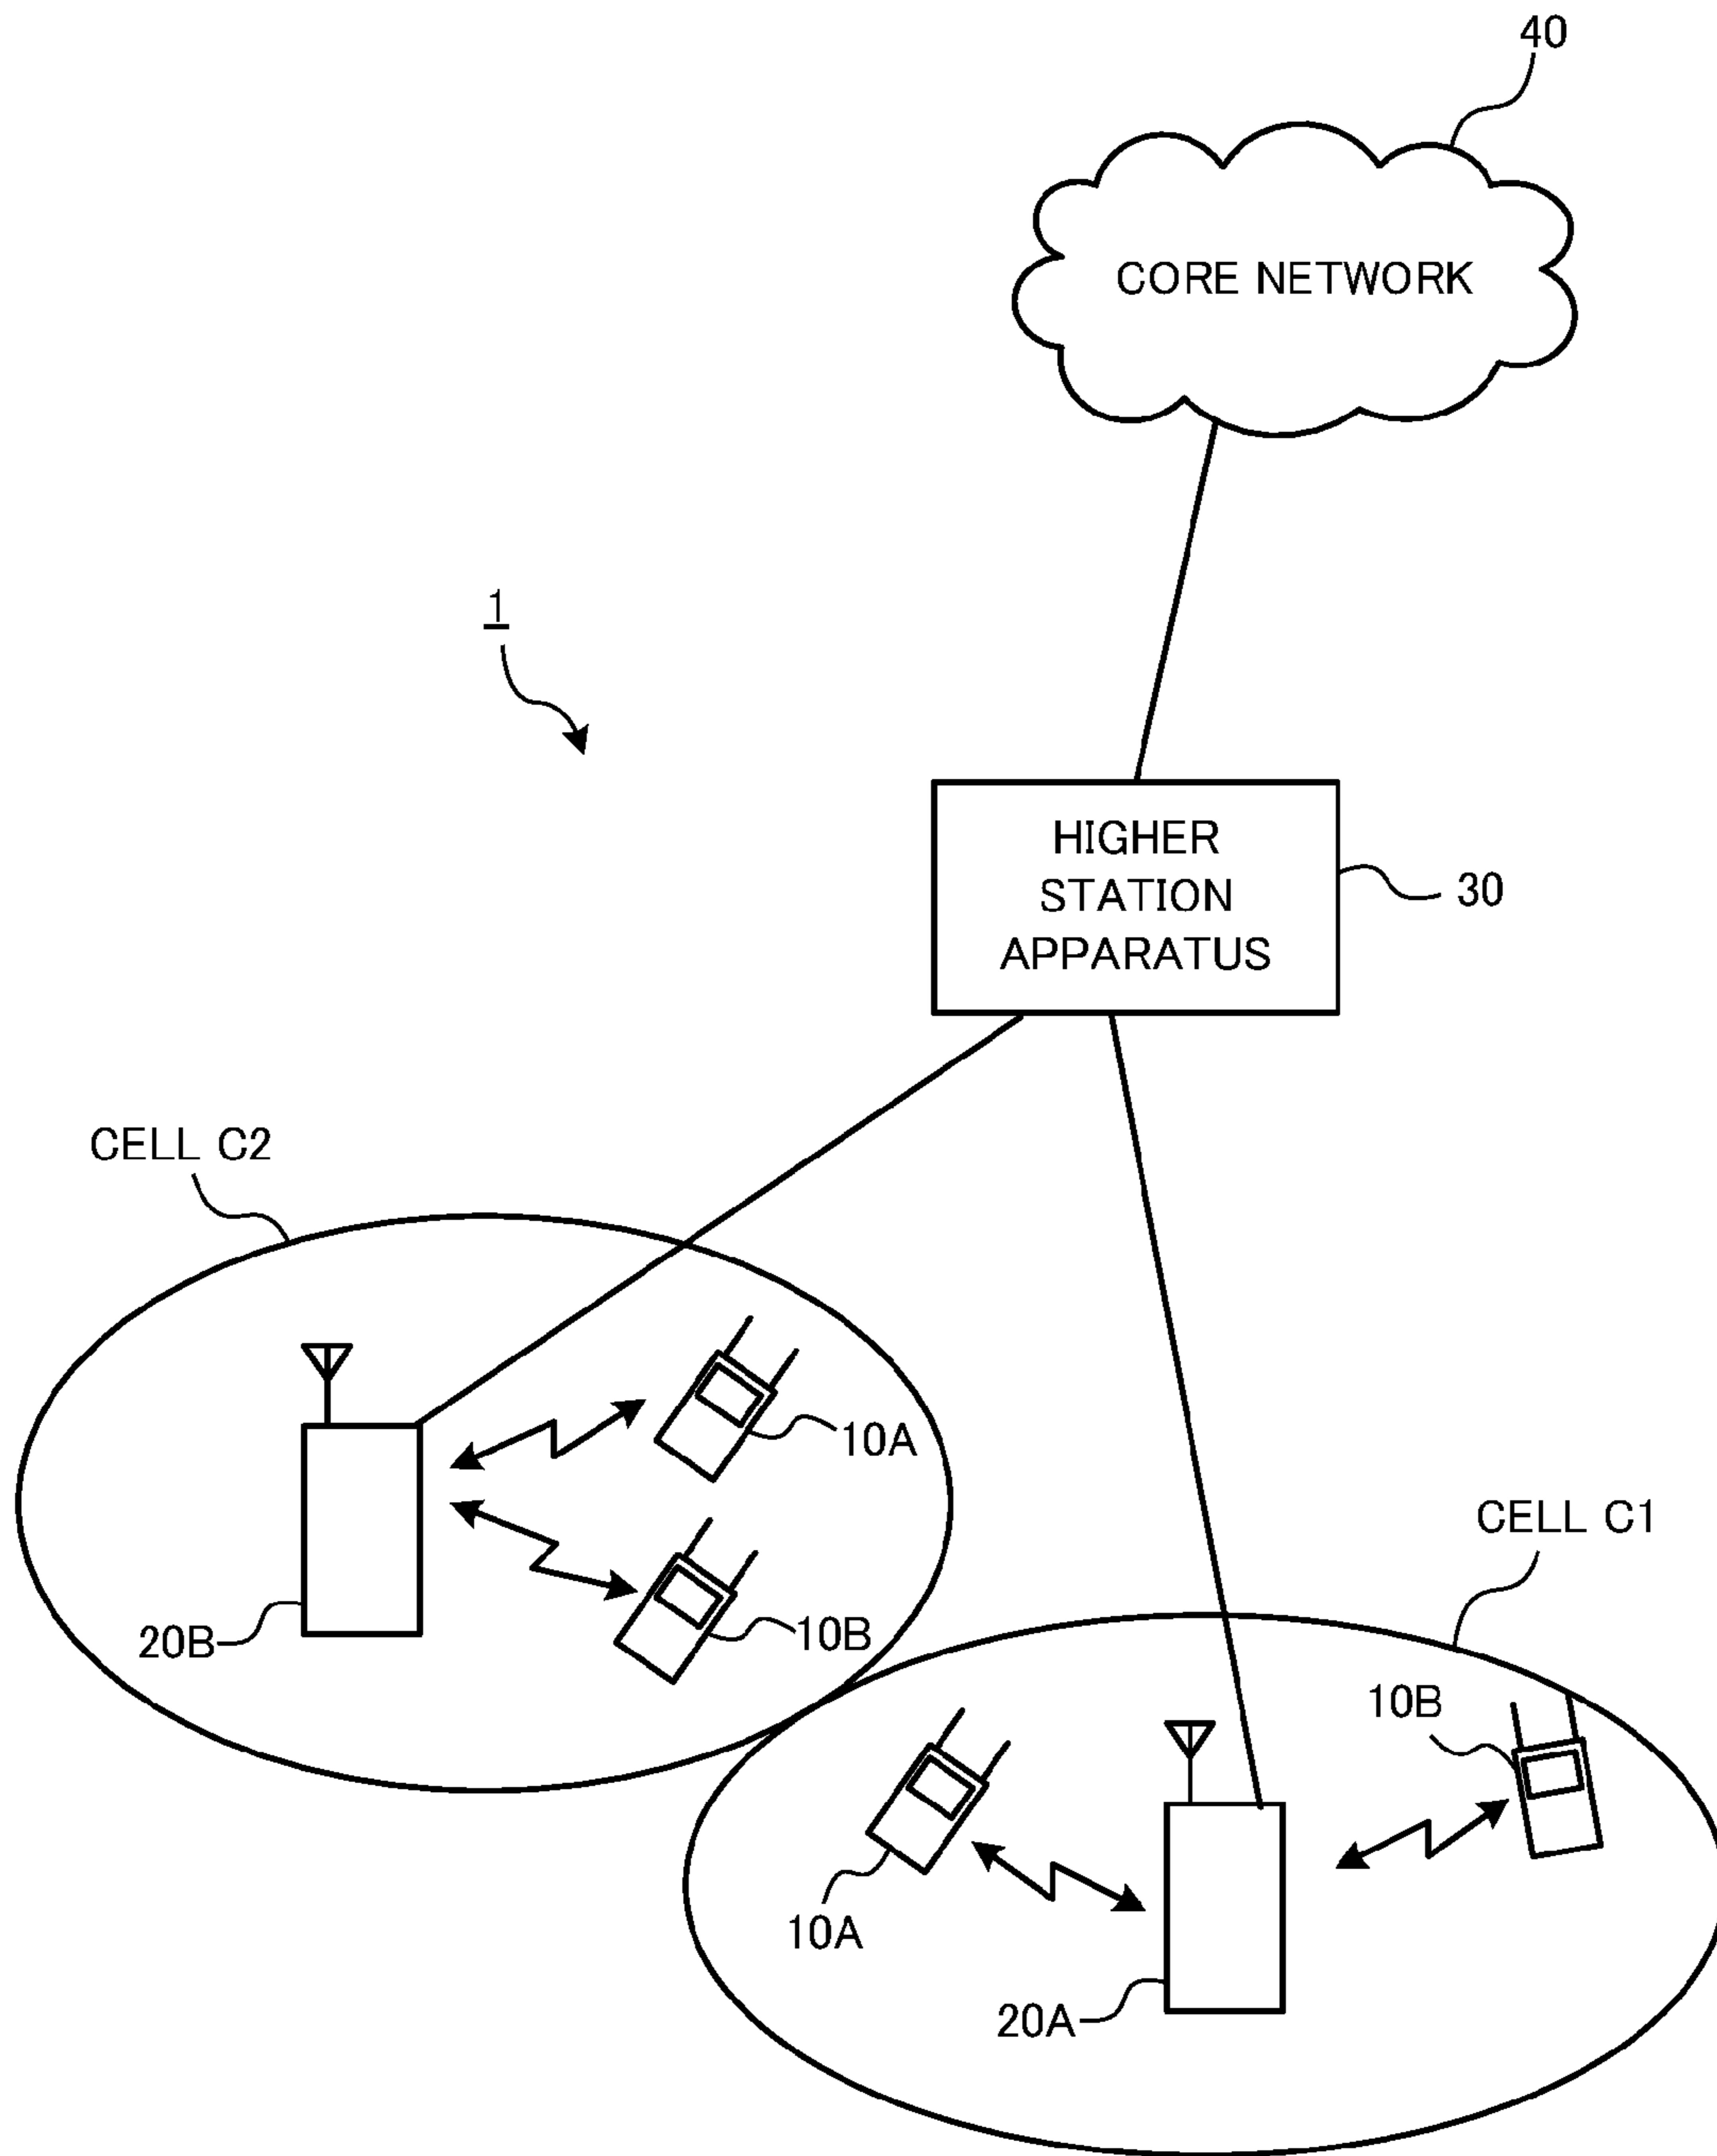 40
CORE NETWORK
1
HIGHER
STATION
APPARATUS
30
CELL C2
10A
CELL C1
10B
20B
10B
10A
20A